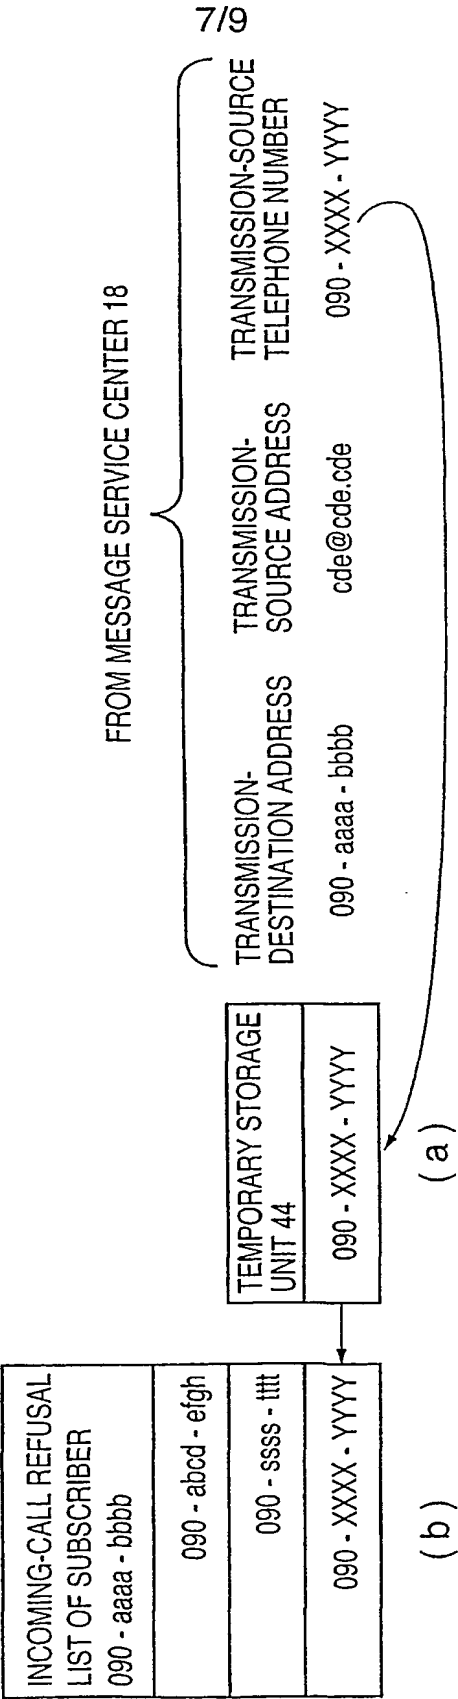 7/9
FROM MESSAGE SERVICE CENTER 18
TRANSMISSION-
DESTINATION ADDRESS
090 - aaaa - bbbb
TRANSMISSION-
SOURCE ADDRESS
cde@cde.cde
TRANSMISSION-SOURCE
TELEPHONE NUMBER
090 - XXXX - YYYY
TEMPORARY STORAGE
UNIT 44
090 - XXXX - YYYY
(a)
INCOMING-CALL REFUSAL
LIST OF SUBSCRIBER
090 - aaaa - bbbb
090 - abcd - efgh
090 - ssss - tttt
090 - XXXX - YYYY
(b)